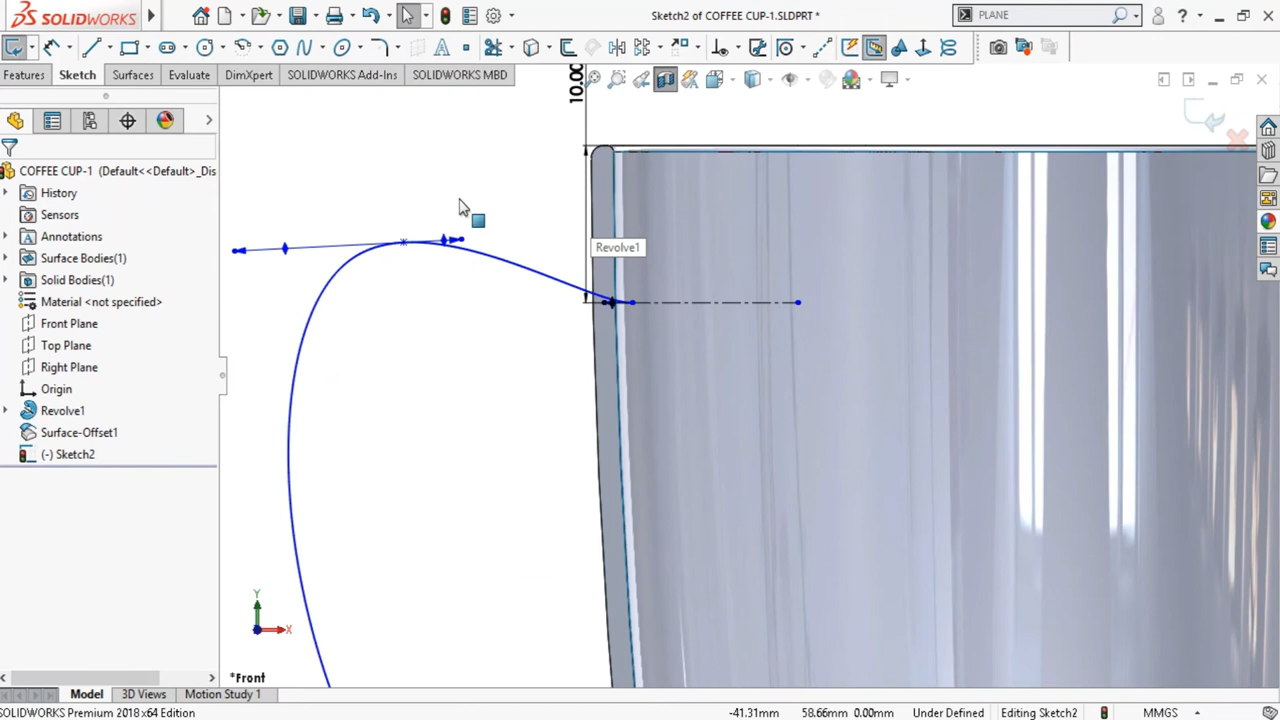 SOLIDWORKS
Sketch2 of COFFEE CUP-1.SLDPRT *
PLANE
Features
Sketch
Surfaces
Evaluate
DimXpert
SOLIDWORKS Add-Ins
SOLIDWORKS MBD
10.00
COFFEE CUP-1 (Default<<Default>_Dis
History
Sensors
Annotations
Surface Bodies(1)
Solid Bodies(1)
Material <not specified>
Front Plane
Top Plane
Right Plane
Origin
Revolve1
Surface-Offset1
(-) Sketch2
Revolve1
Y
X
*Front
Model
3D Views
Motion Study 1
SOLIDWORKS Premium 2018 x64 Edition
-41.31mm
58.66mm 0.00mm
Under Defined
Editing Sketch2
MMGS